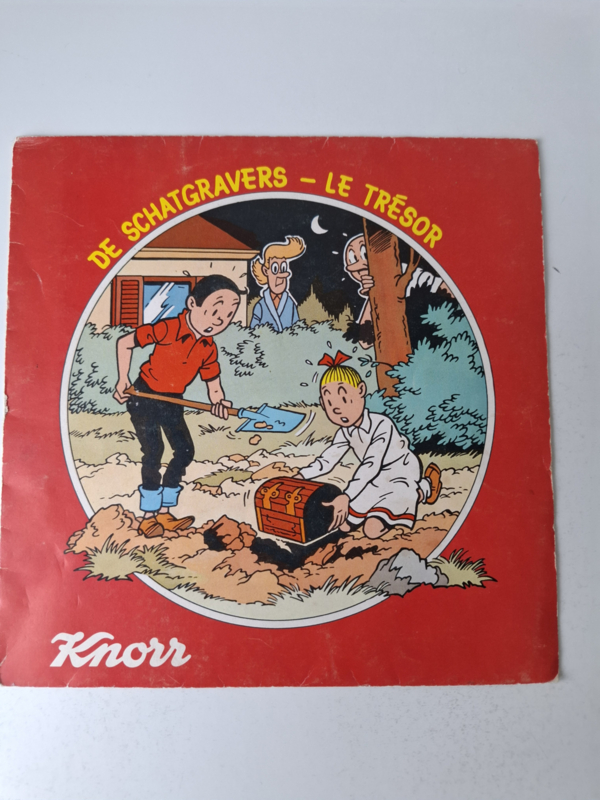 DE SCHATGRAVERS – LE TRÉSOR
Knorr